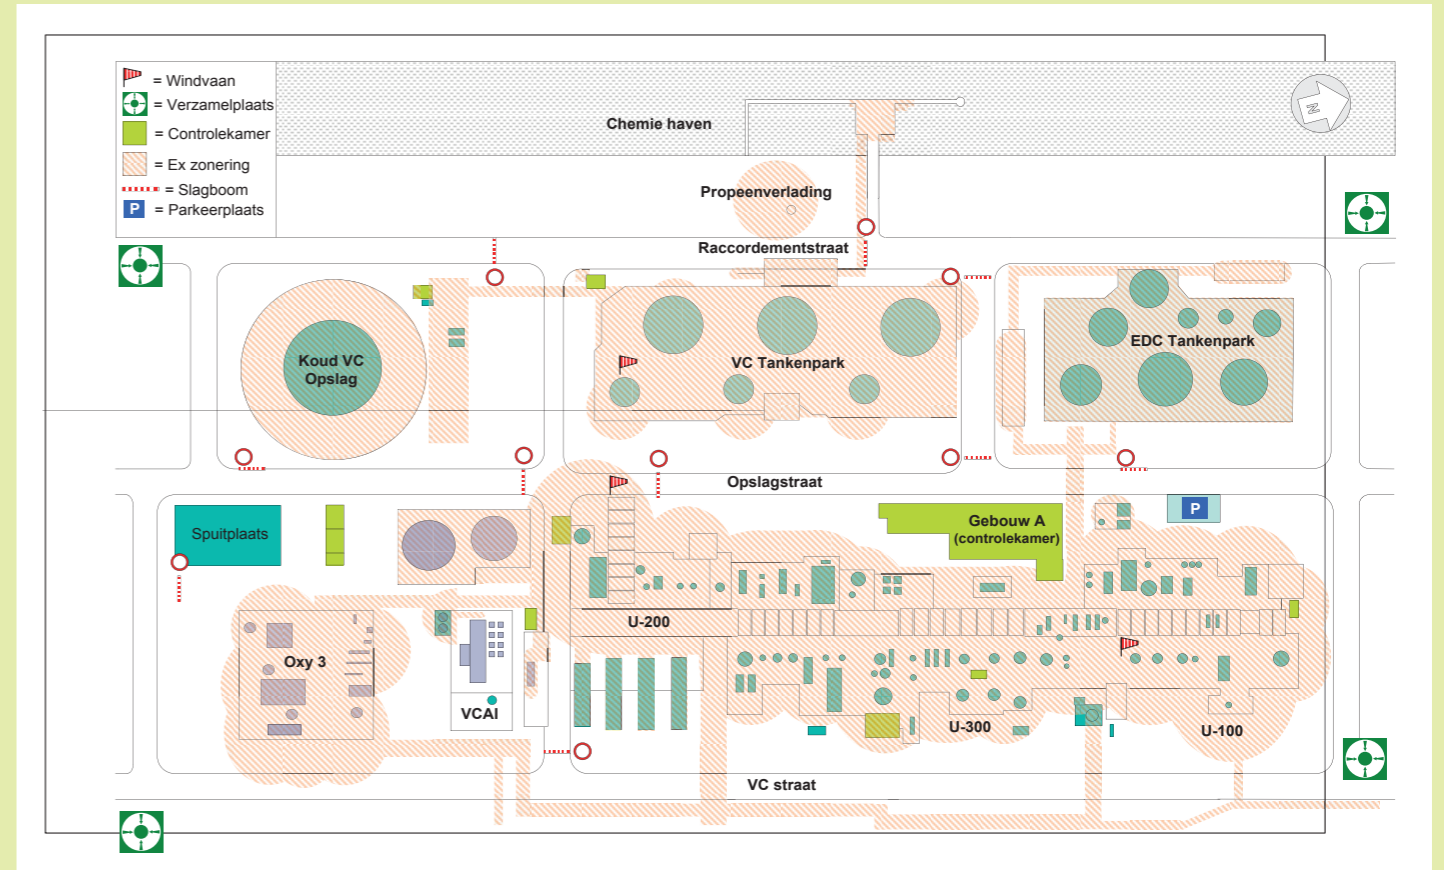 = Windvaan
= Verzamelplaats
= Controlekamer
= Ex zonering
= Slagboom
P = Parkeerplaats
Chemie haven
N
Propeenverlading
Raccordementstraat
Koud VC
Opslag
VC Tankenpark
EDC Tankenpark
Opslagstraat
Spuitplaats
Gebouw A
(controlekamer)
P
U-200
Oxy 3
VCAI
U-300
U-100
VC straat